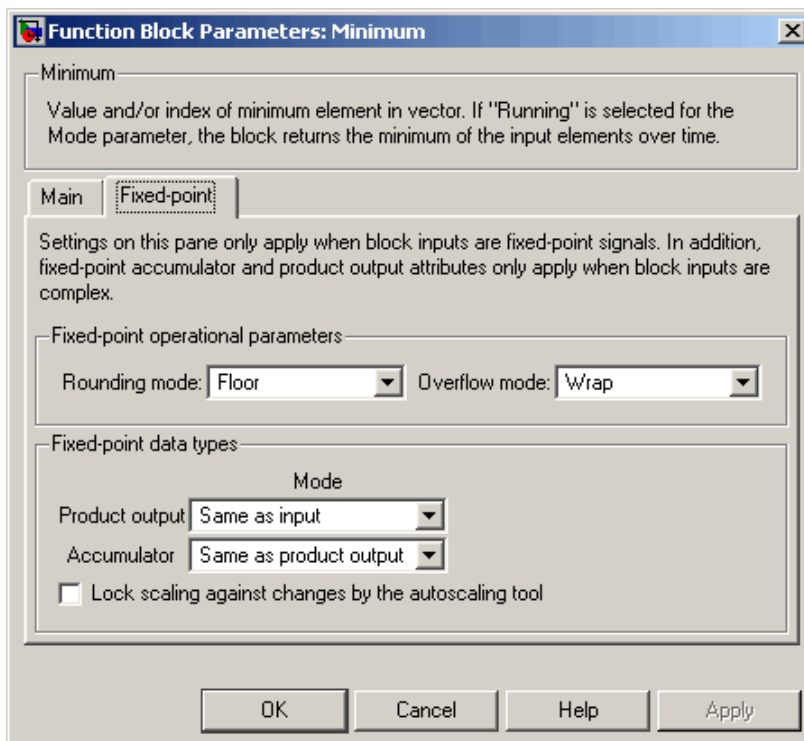 Function Block Parameters: Minimum
Minimum
Value and/or index of minimum element in vector. If "Running" is selected for the
Mode parameter, the block returns the minimum of the input elements over time.
Main Fixed-point
Settings on this pane only apply when block inputs are fixed-point signals. In addition,
fixed-point accumulator and product output attributes only apply when block inputs are
complex.
Fixed-point operational parameters
Rounding mode: Floor Overflow mode: Wrap
Fixed-point data types
Mode
Product output Same as input
Accumulator Same as product output
Lock scaling against changes by the autoscaling tool
OK Cancel Help Apply